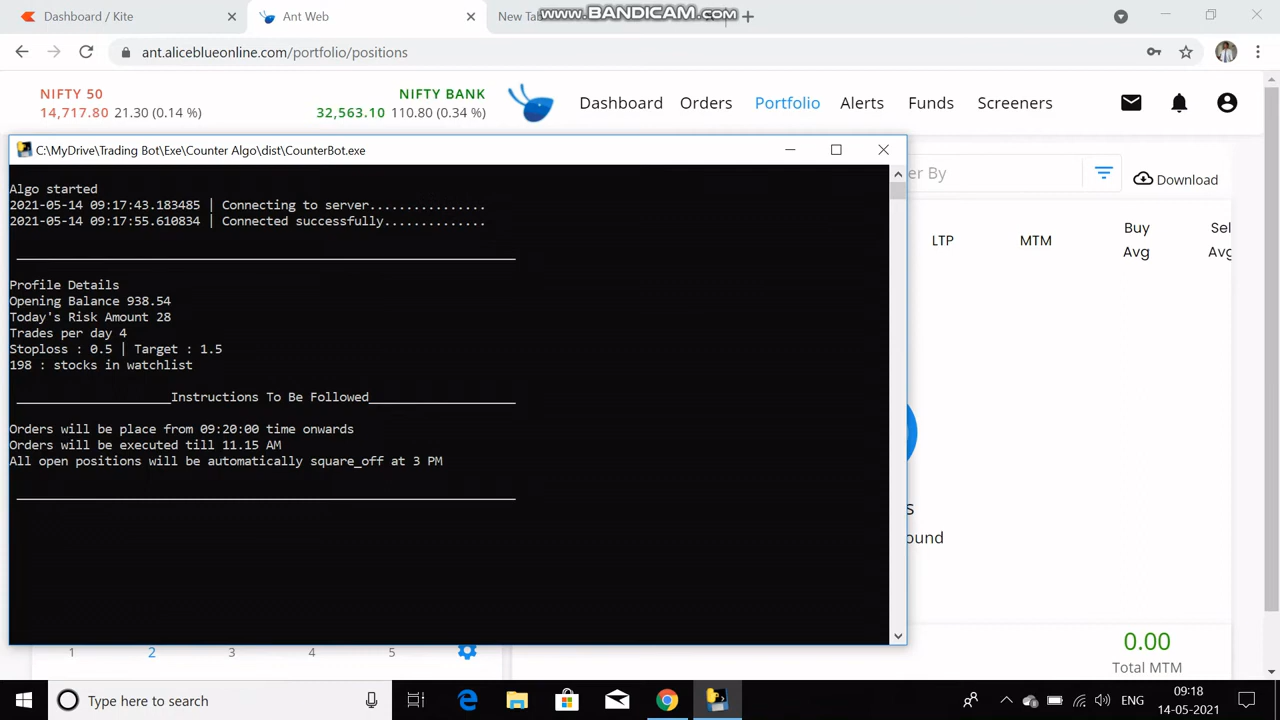 Dashboard / Kite
Ant Web
New Ta
www.BANDICAM.com
ant.aliceblueonline.com/portfolio/positions
NIFTY 50
14,717.80 21.30 (0.14 %)
NIFTY BANK
32,563.10 110.80 (0.34 %)
Dashboard
Orders
Portfolio
Alerts
Funds
Screeners
C:\MyDrive\Trading Bot\Exe\Counter Algo\dist\CounterBot.exe
er By
Download
LTP
MTM
Buy
Avg
Sel
Avg
Algo started
2021-05-14 09:17:43.183485 | Connecting to server...............
2021-05-14 09:17:55.610834 | Connected successfully.............
Profile Details
Opening Balance 938.54
Today's Risk Amount 28
Trades per day 4
Stoploss : 0.5 | Target : 1.5
198 : stocks in watchlist
Instructions To Be Followed
Orders will be place from 09:20:00 time onwards
Orders will be executed till 11.15 AM
All open positions will be automatically square_off at 3 PM
s
ound
1
2
3
4
5
0.00
Total MTM
Type here to search
ENG
09:18
14-05-2021